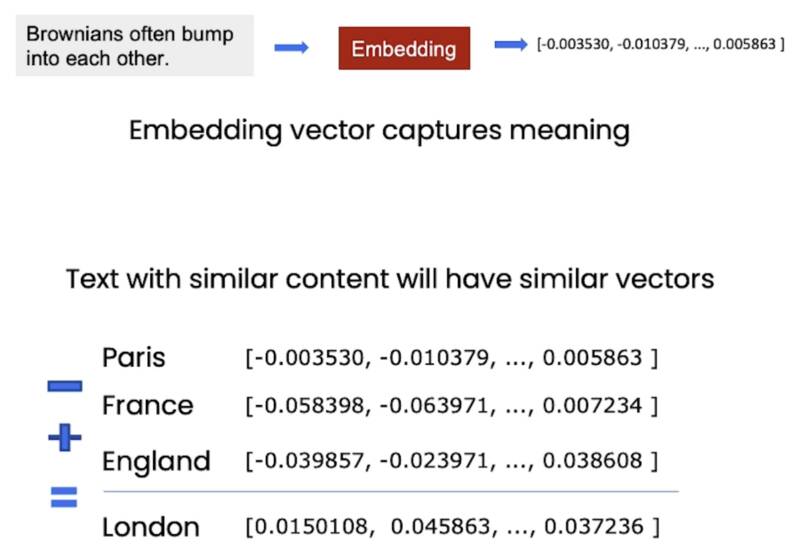 Brownians often bump
into each other.
Embedding
[-0.003530, -0.010379, ..., 0.005863 ]
Embedding vector captures meaning
Text with similar content will have similar vectors
Paris [-0.003530, -0.010379, ..., 0.005863 ]
France [-0.058398, -0.063971, ..., 0.007234 ]
England [-0.039857, -0.023971, ..., 0.038608 ]
London [0.0150108, 0.045863, ..., 0.037236 ]